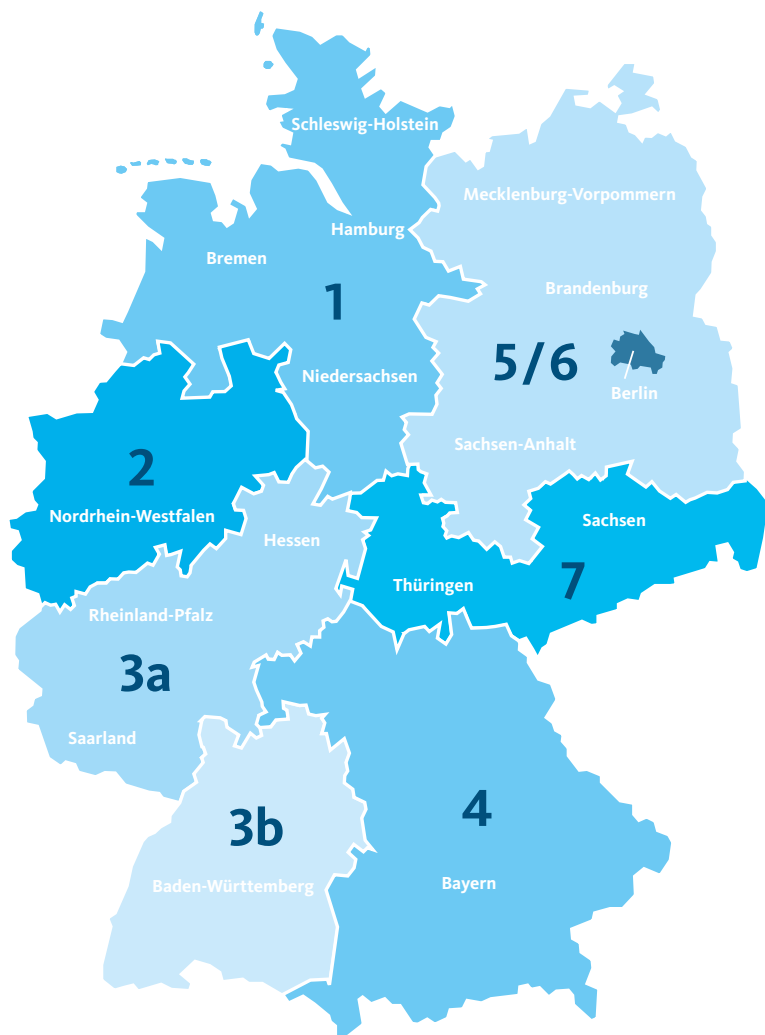 Schleswig-Holstein
Mecklenburg-Vorpommern
Hamburg
Bremen
Brandenburg
1
5/6
Niedersachsen
Berlin
Sachsen-Anhalt
2
Nordrhein-Westfalen
Sachsen
Hessen
7
Thüringen
Rheinland-Pfalz
3a
Saarland
4
3b
Bayern
Baden-Württemberg